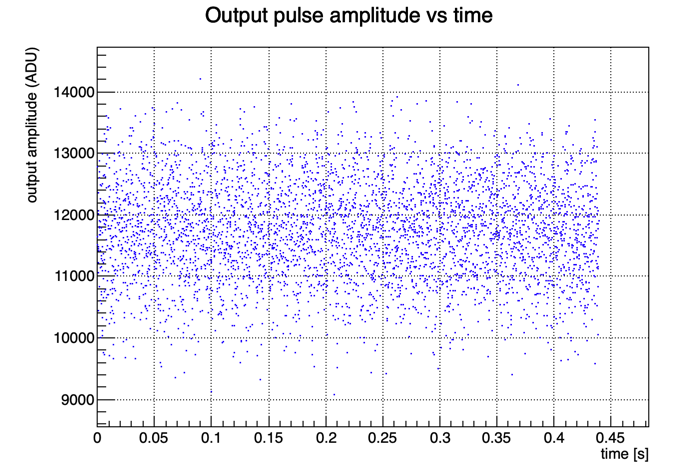 Output pulse amplitude vs time
output amplitude (ADU)
14000
13000
12000
11000
10000
9000
0 0.05 0.1 0.15 0.2 0.25 0.3 0.35 0.4 0.45
time [s]